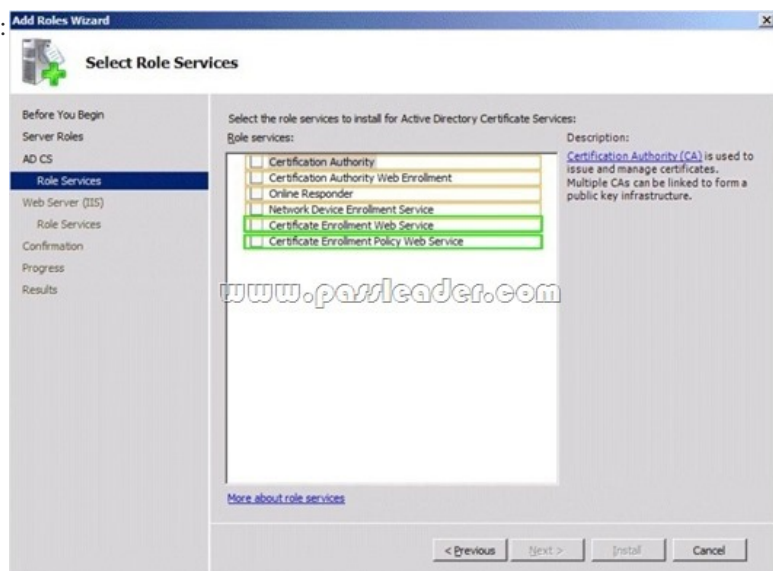 :
Add Roles Wizard
Select Role Services
Before You Begin
Server Roles
AD CS
Role Services
Web Server (IIS)
Role Services
Confirmation
Progress
Results
Select the role services to install for Active Directory Certificate Services:
Role services:
Certification Authority
Certification Authority Web Enrollment
Online Responder
Network Device Enrollment Service
Certificate Enrollment Web Service
Certificate Enrollment Policy Web Service
Description:
Certification Authority (CA) is used to
issue and manage certificates.
Multiple CAs can be linked to form a
public key infrastructure.
www.passleader.com
More about role services
< Previous
Next >
Install
Cancel